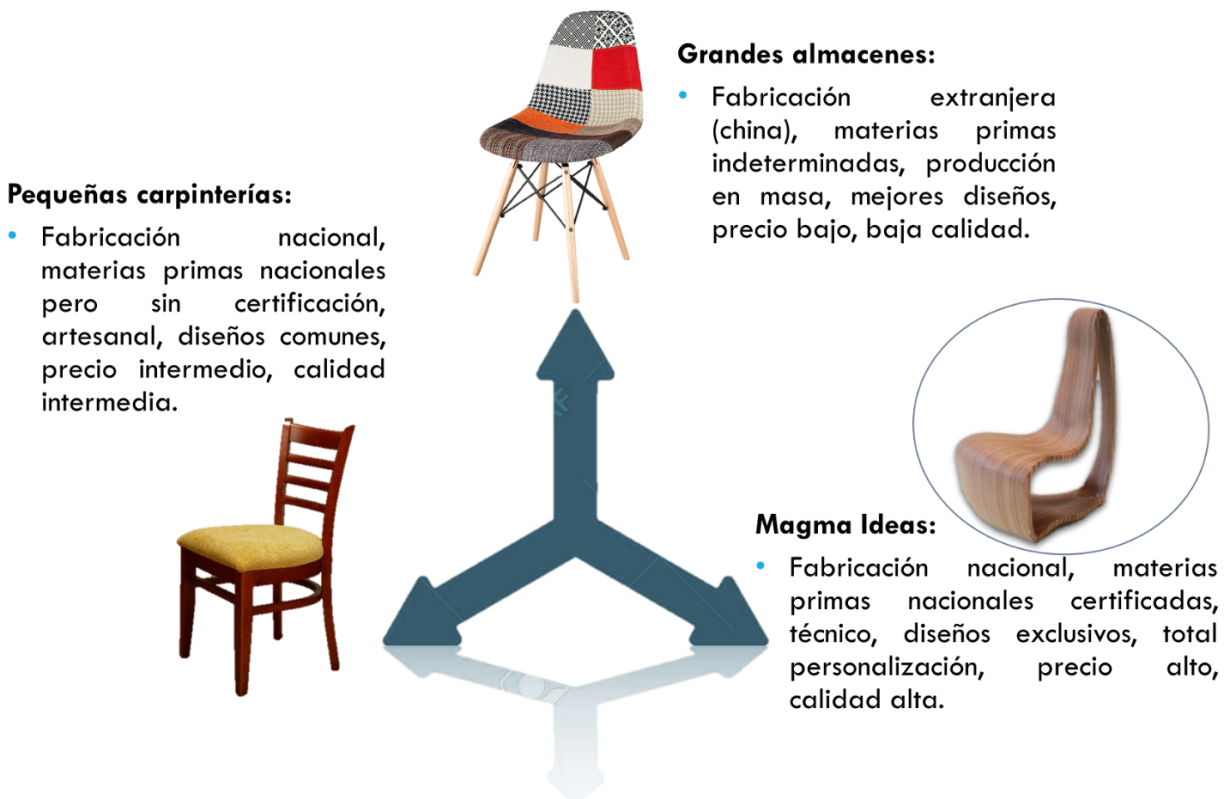 Grandes almacenes:
• Fabricación extranjera
(china), materias primas
indeterminadas, producción
en masa, mejores diseños,
precio bajo, baja calidad.
Pequeñas carpinterías:
• Fabricación nacional,
materias primas nacionales
pero sin certificación,
artesanal, diseños comunes,
precio intermedio, calidad
intermedia.
Magma Ideas:
• Fabricación nacional, materias
primas nacionales certificadas,
técnico, diseños exclusivos, total
personalización, precio alto,
calidad alta.